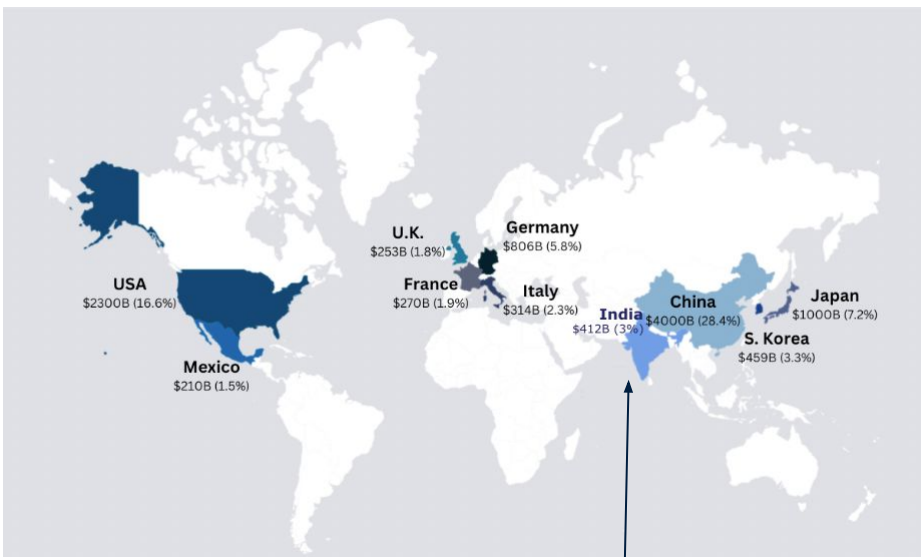 U.K.
$253B (1.8%)
Germany
$806B (5.8%)
USA
$2300B (16.6%)
France
$270B (1.9%)
Italy
$314B (2.3%)
India
$412B (3%)
China
$4000B (28.4%)
Japan
$1000B (7.2%)
S. Korea
$459B (3.3%)
Mexico
$210B (1.5%)